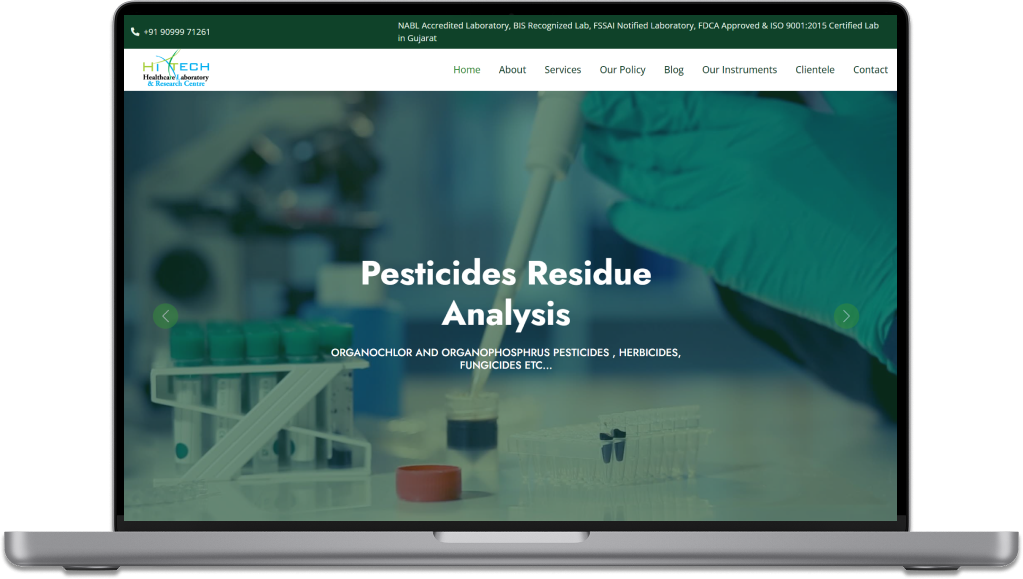 +91 90999 71261
NABL Accredited Laboratory, BIS Recognized Lab, FSSAI Notified Laboratory, FDCA Approved & ISO 9001:2015 Certified Lab
in Gujarat
HITECH
Healthcare Laboratory
& Research Centre
Home About Services Our Policy Blog Our Instruments Clientele Contact
Pesticides Residue
Analysis
ORGANOCHLOR AND ORGANOPHOSPHRUS PESTICIDES , HERBICIDES,
FUNGICIDES ETC...